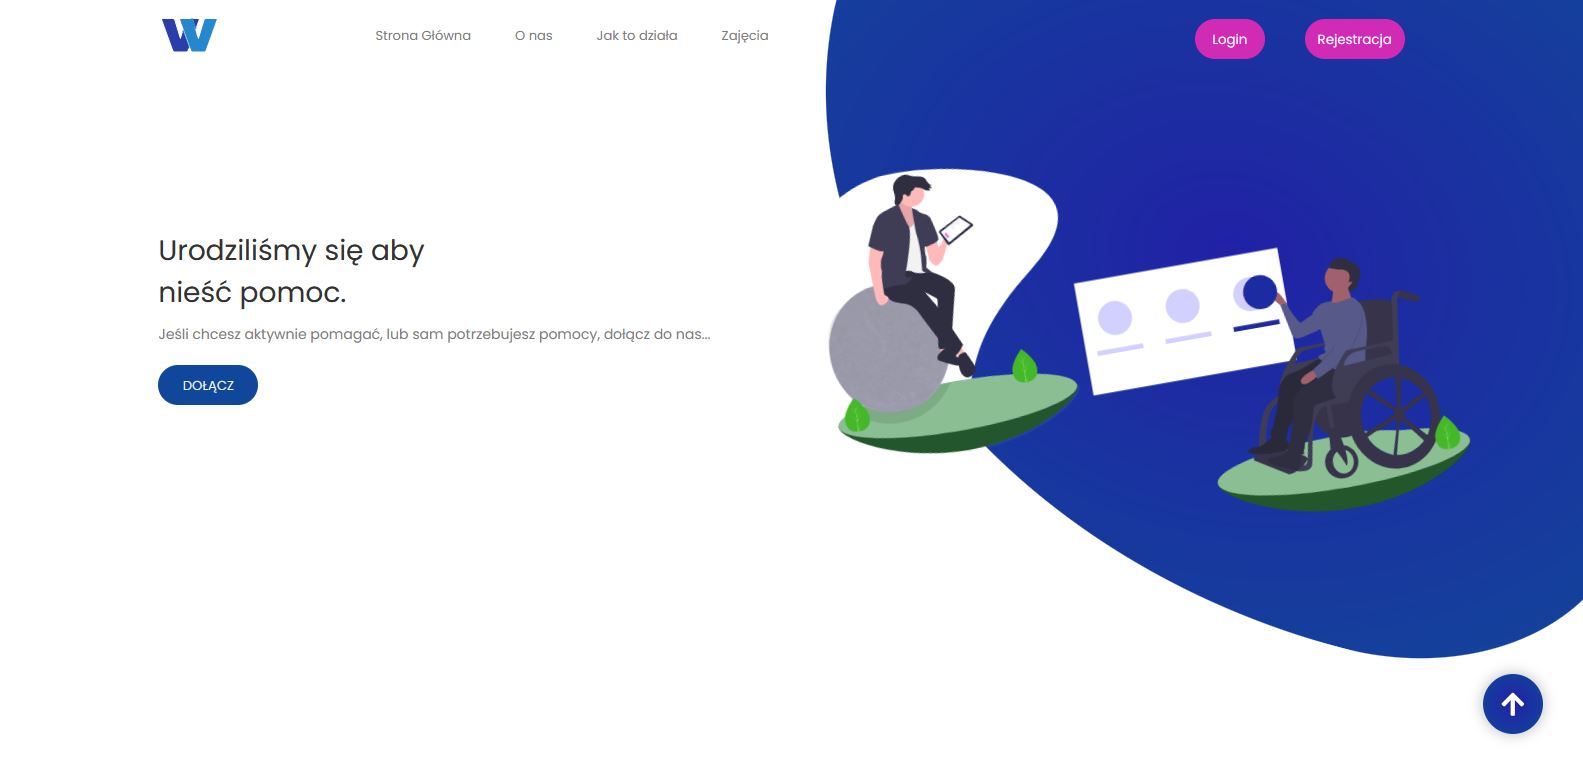 W
Strona Główna
O nas
Jak to działa
Zajęcia
Login
Rejestracja
Urodziliśmy się aby
nieść pomoc.
Jeśli chcesz aktywnie pomagać, lub sam potrzebujesz pomocy, dołącz do nas...
DOŁĄCZ